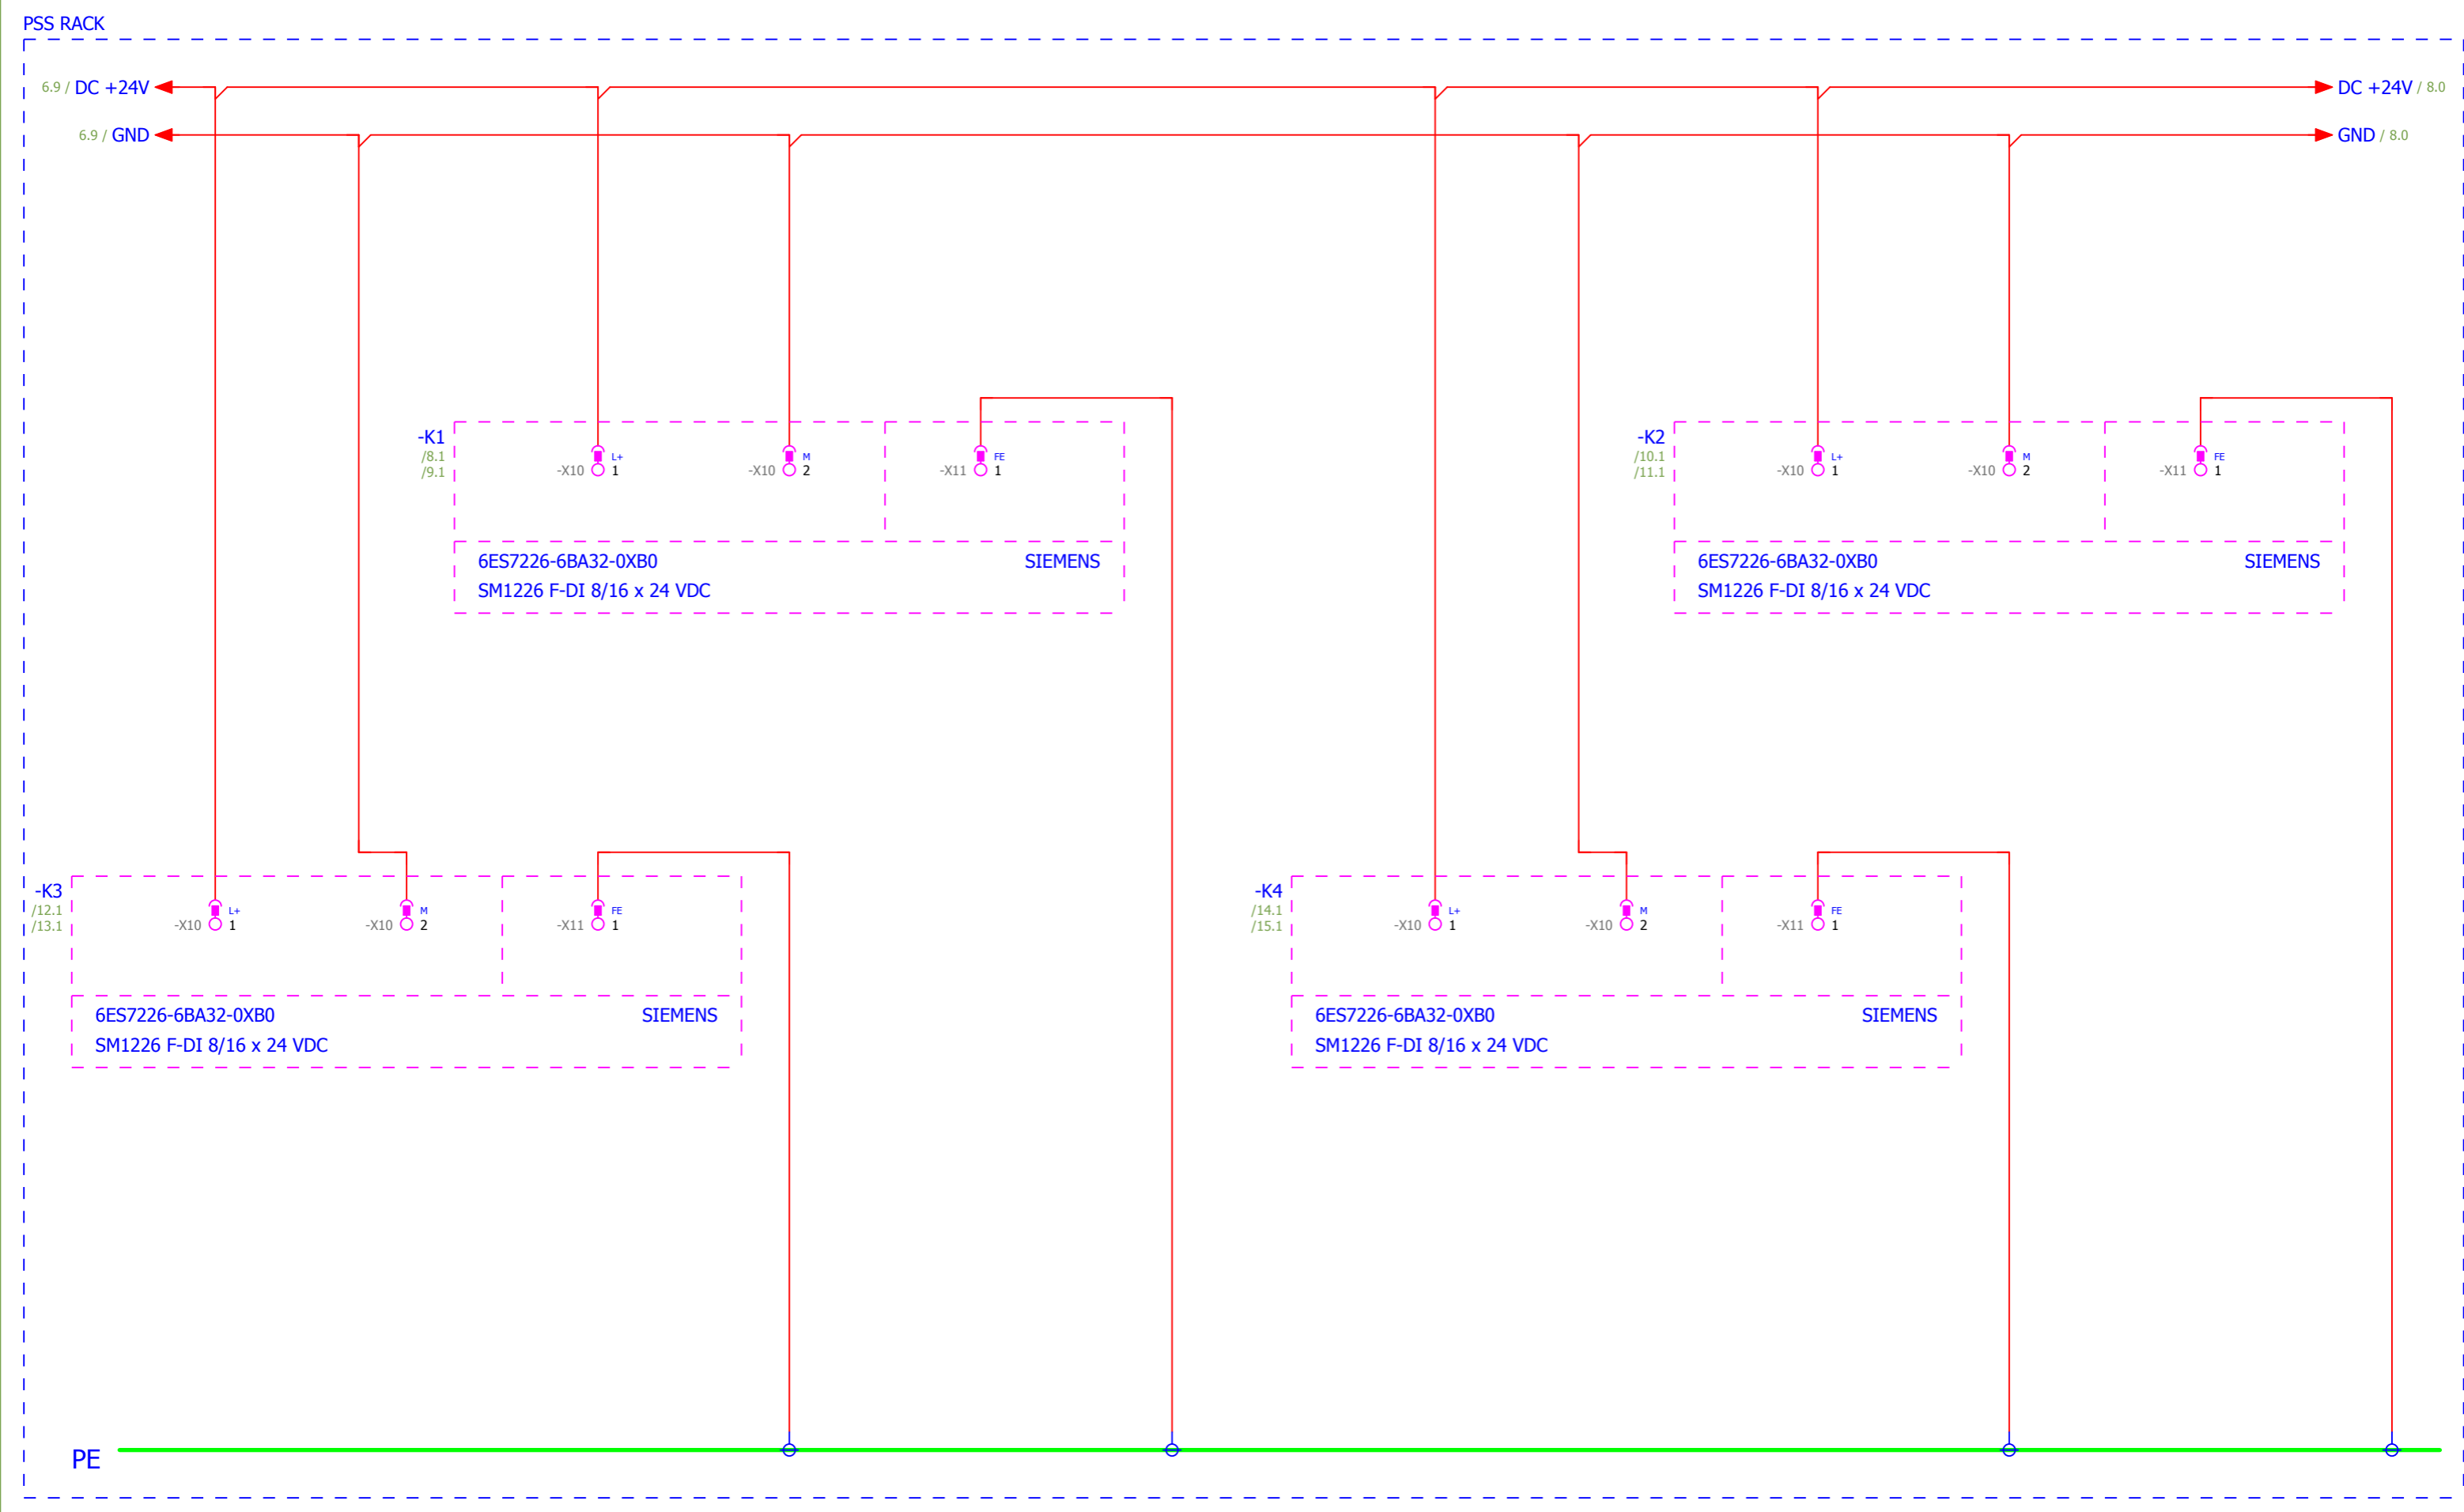 PSS RACK
6.9 / DC +24V
DC +24V / 8.0
6.9 / GND
GND / 8.0
-K1
/8.1
/9.1
-X10 L+ 1
-X10 M 2
-X11 FE 1
6ES7226-6BA32-0XB0 SIEMENS
SM1226 F-DI 8/16 x 24 VDC
-K2
/10.1
/11.1
-X10 L+ 1
-X10 M 2
-X11 FE 1
6ES7226-6BA32-0XB0 SIEMENS
SM1226 F-DI 8/16 x 24 VDC
-K3
/12.1
/13.1
-X10 L+ 1
-X10 M 2
-X11 FE 1
6ES7226-6BA32-0XB0 SIEMENS
SM1226 F-DI 8/16 x 24 VDC
-K4
/14.1
/15.1
-X10 L+ 1
-X10 M 2
-X11 FE 1
6ES7226-6BA32-0XB0 SIEMENS
SM1226 F-DI 8/16 x 24 VDC
PE